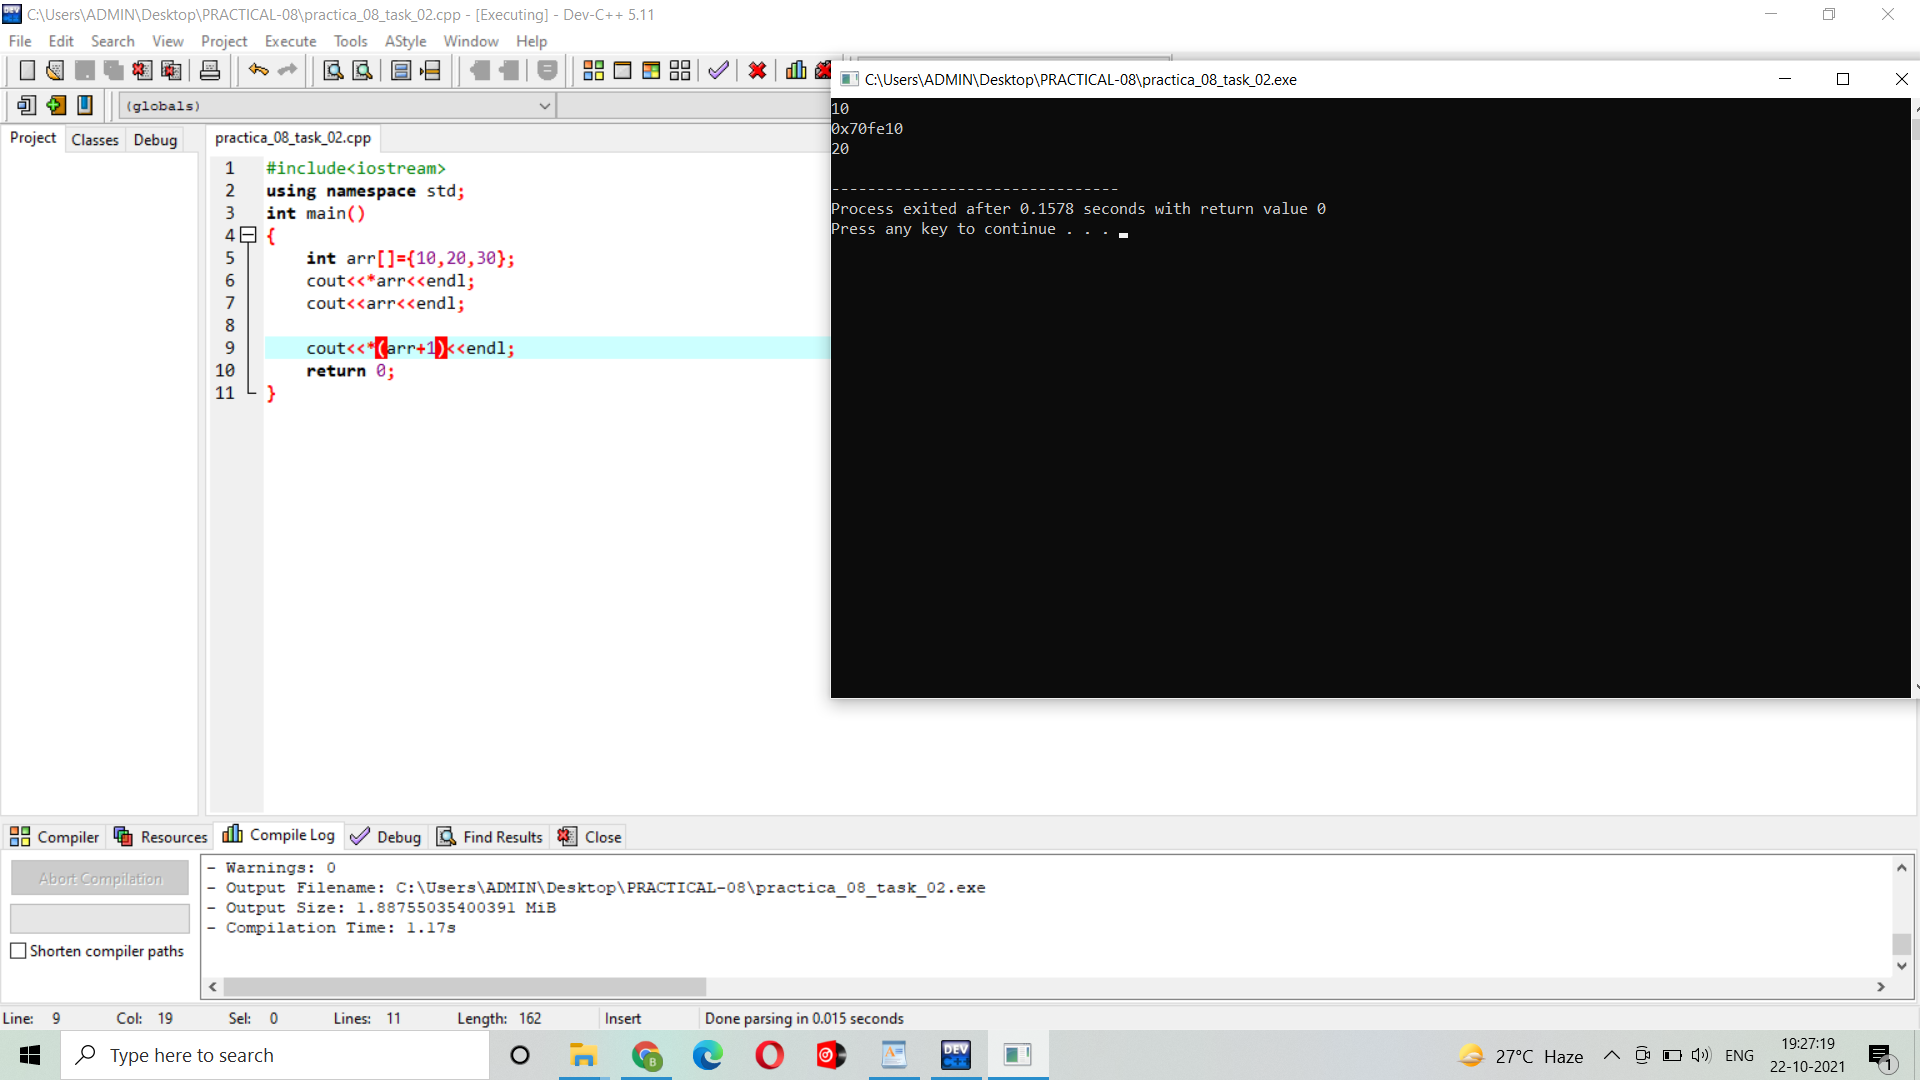 C:\Users\ADMIN\Desktop\PRACTICAL-08\practica_08_task_02.cpp - [Executing] - Dev-C++ 5.11
File Edit Search View Project Execute Tools AStyle Window Help
(globals)
Project Classes Debug
practica_08_task_02.cpp
1 #include<iostream>
2 using namespace std;
3 int main()
4 {
5 int arr[]={10,20,30};
6 cout<<*arr<<endl;
7 cout<<arr<<endl;
8
9 cout<<*(arr+1)<<endl;
10 return 0;
11 }
C:\Users\ADMIN\Desktop\PRACTICAL-08\practica_08_task_02.exe
10
0x70fe10
20
--------------------------------
Process exited after 0.1578 seconds with return value 0
Press any key to continue . . .
Compiler Resources Compile Log Debug Find Results Close
Abort Compilation
Shorten compiler paths
- Warnings: 0
- Output Filename: C:\Users\ADMIN\Desktop\PRACTICAL-08\practica_08_task_02.exe
- Output Size: 1.88755035400391 MiB
- Compilation Time: 1.17s
Line: 9 Col: 19 Sel: 0 Lines: 11 Length: 162 Insert Done parsing in 0.015 seconds
Type here to search
B
DEV C++
27°C Haze
ENG
19:27:19
22-10-2021
1